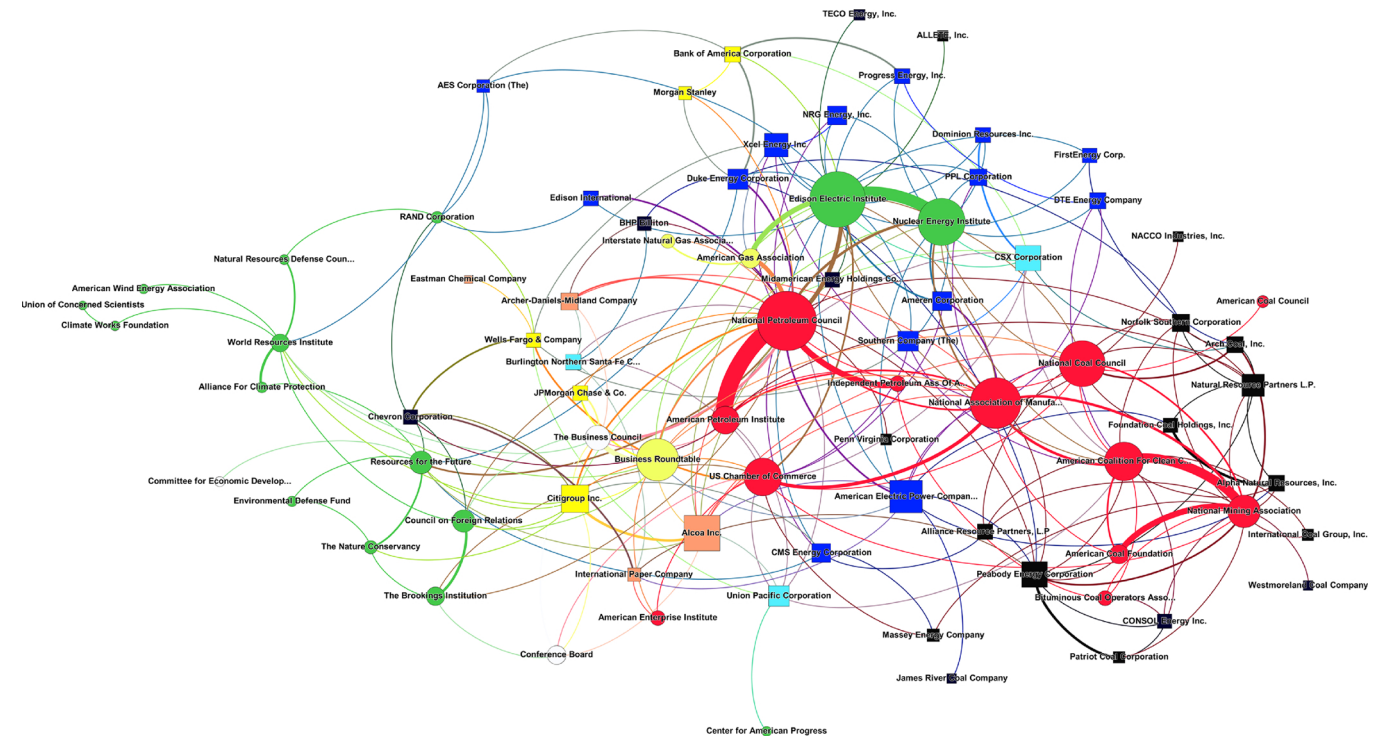 TECO Energy, Inc.
ALLETE, Inc.
Bank of America Corporation
Progress Energy, Inc.
AES Corporation (The)
Morgan Stanley
NRG Energy, Inc.
Dominion Resources Inc.
Xcel Energy Inc.
FirstEnergy Corp.
Duke Energy Corporation
PPL Corporation
Edison International
Edison Electric Institute
DTE Energy Company
RAND Corporation
BHP Billiton
Nuclear Energy Institute
NACCO Industries, Inc.
Interstate Natural Gas Associa...
Natural Resources Defense Coun...
American Gas Association
CSX Corporation
Eastman Chemical Company
Midamerican Energy Holdings Co.
American Wind Energy Association
Archer-Daniels-Midland Company
Ameren Corporation
American Coal Council
Union of Concerned Scientists
Climate Works Foundation
National Petroleum Council
Norfolk Southern Corporation
World Resources Institute
Wells Fargo & Company
Southern Company (The)
Arch Coal, Inc.
Burlington Northern Santa Fe C...
National Coal Council
Alliance For Climate Protection
Independent Petroleum Ass Of A...
Natural Resource Partners L.P.
JPMorgan Chase & Co.
National Association of Manufa...
Chevron Corporation
American Petroleum Institute
Foundation Coal Holdings, Inc.
The Business Council
Penn Virginia Corporation
Resources for the Future
Business Roundtable
American Coalition For Clean C...
Committee for Economic Develop...
US Chamber of Commerce
Alpha Natural Resources, Inc.
Environmental Defense Fund
Citigroup Inc.
American Electric Power Compan...
National Mining Association
Council on Foreign Relations
Alcoa Inc.
Alliance Resource Partners, L.P.
International Coal Group, Inc.
The Nature Conservancy
CMS Energy Corporation
American Coal Foundation
International Paper Company
Peabody Energy Corporation
Westmoreland Coal Company
The Brookings Institution
Union Pacific Corporation
Bituminous Coal Operators Asso...
American Enterprise Institute
CONSOL Energy Inc.
Massey Energy Company
Conference Board
Patriot Coal Corporation
James River Coal Company
Center for American Progress